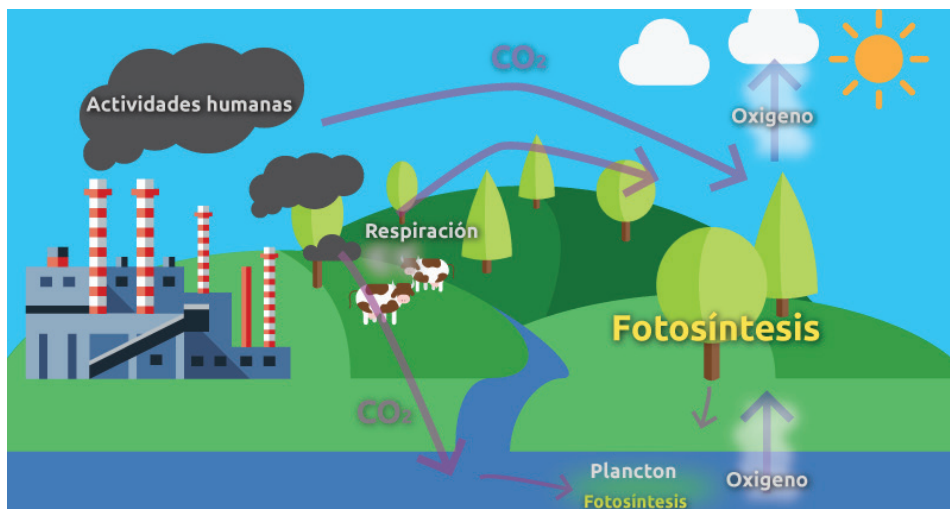 CO₂
Actividades humanas
Oxigeno
Respiración
Fotosíntesis
CO₂
Plancton
Fotosíntesis
Oxigeno